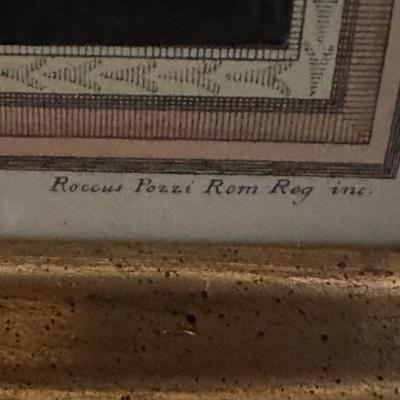 Roccus Pozzi Rom Reg inc.